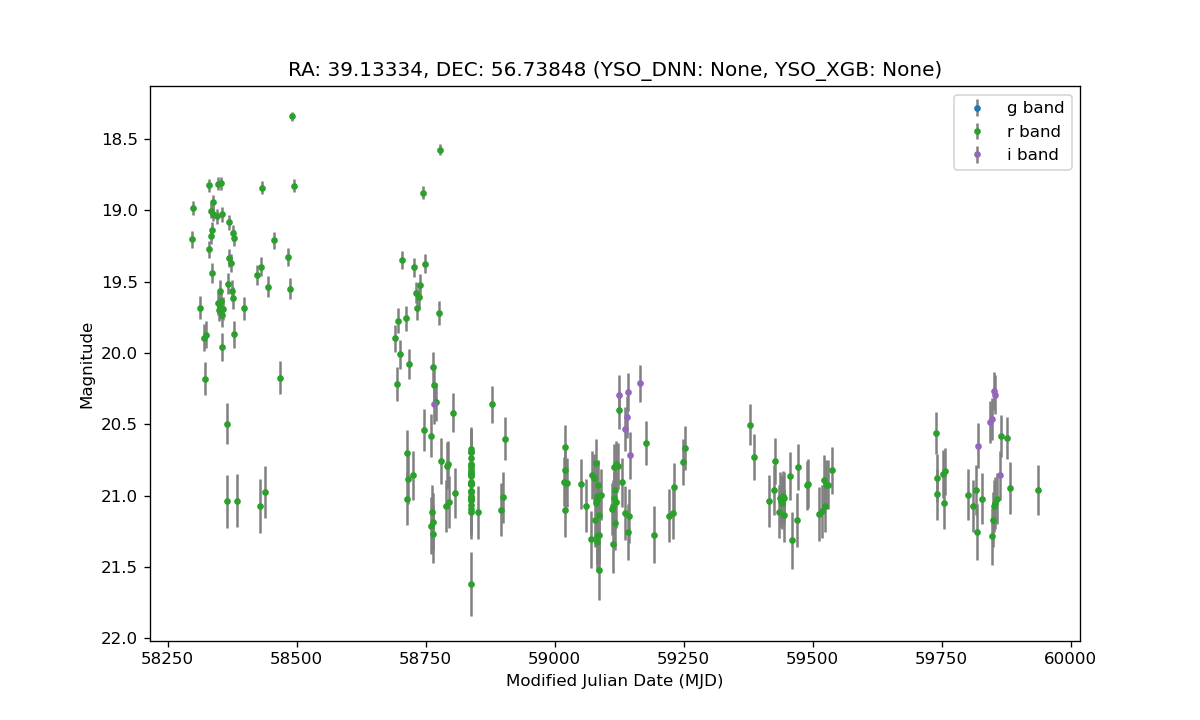 RA: 39.13334, DEC: 56.73848 (YSO_DNN: None, YSO_XGB: None)
g band
r band
i band
18.5
19.0
19.5
20.0
20.5
21.0
21.5
22.0
Magnitude
58250
58500
58750
59000
59250
59500
59750
60000
Modified Julian Date (MJD)